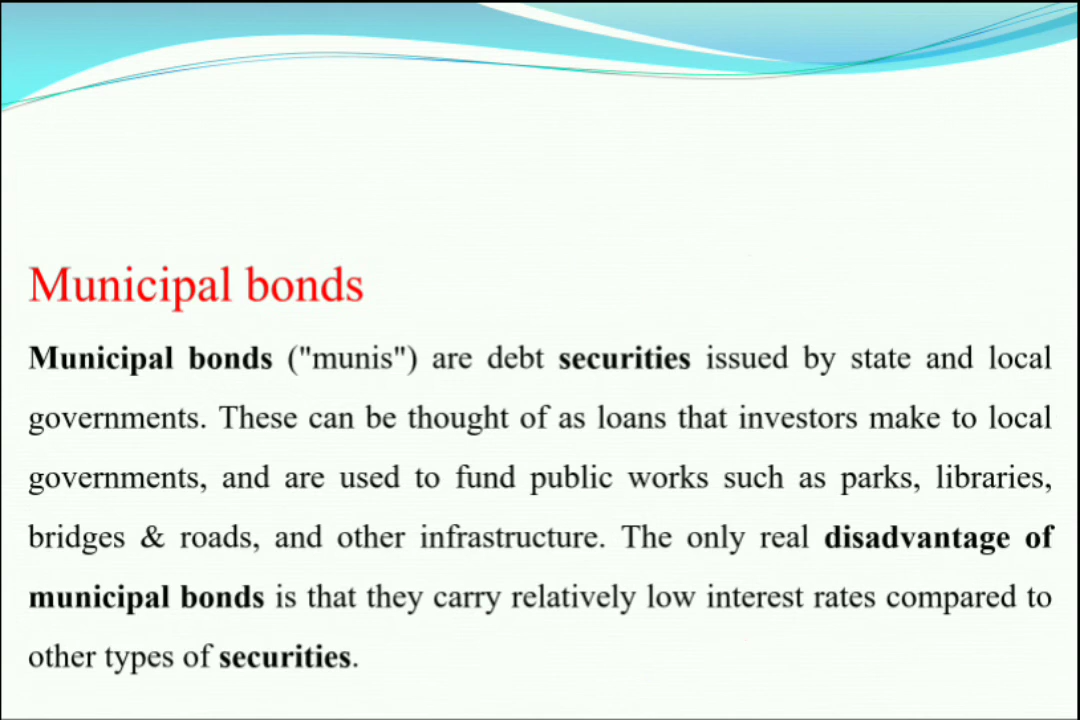 Municipal bonds
Municipal bonds ("munis") are debt securities issued by state and local
governments. These can be thought of as loans that investors make to local
governments, and are used to fund public works such as parks, libraries,
bridges & roads, and other infrastructure. The only real disadvantage of
municipal bonds is that they carry relatively low interest rates compared to
other types of securities.